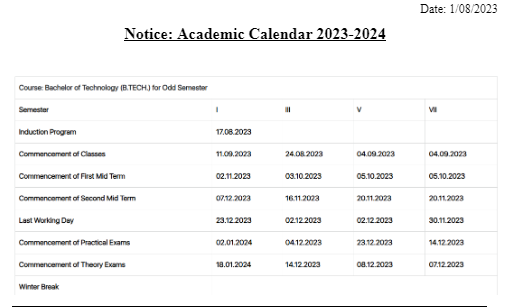 Date: 1/08/2023
Notice: Academic Calendar 2023-2024
Course: Bachelor of Technology (B.TECH.) for Odd Semester
Semester I III V VII
Induction Program 17.08.2023
Commencement of Classes 11.09.2023 24.08.2023 04.09.2023 04.09.2023
Commencement of First Mid Term 02.11.2023 03.10.2023 05.10.2023 05.10.2023
Commencement of Second Mid Term 07.12.2023 16.11.2023 20.11.2023 20.11.2023
Last Working Day 23.12.2023 02.12.2023 02.12.2023 30.11.2023
Commencement of Practical Exams 02.01.2024 04.12.2023 23.12.2023 14.12.2023
Commencement of Theory Exams 18.01.2024 14.12.2023 08.12.2023 07.12.2023
Winter Break